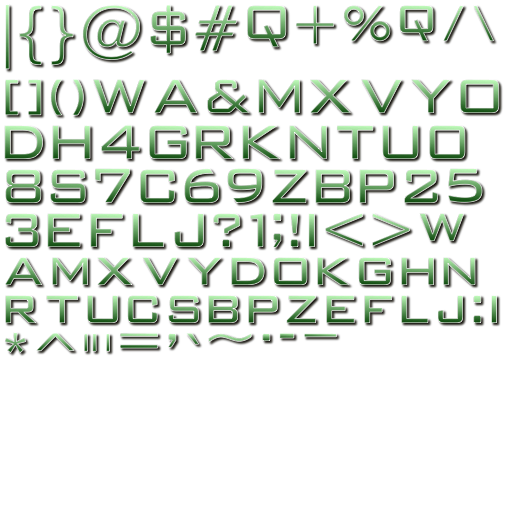 |{}@$#Q+%Q/\
[]()WA&MXVYO
DH4GRKNTUO
8S7C69ZBP25
3EFLJ?1;!I<>W
AMXVYDOKGHN
RTUCSBPZEFLJ:I
*^"'=,`~.-_